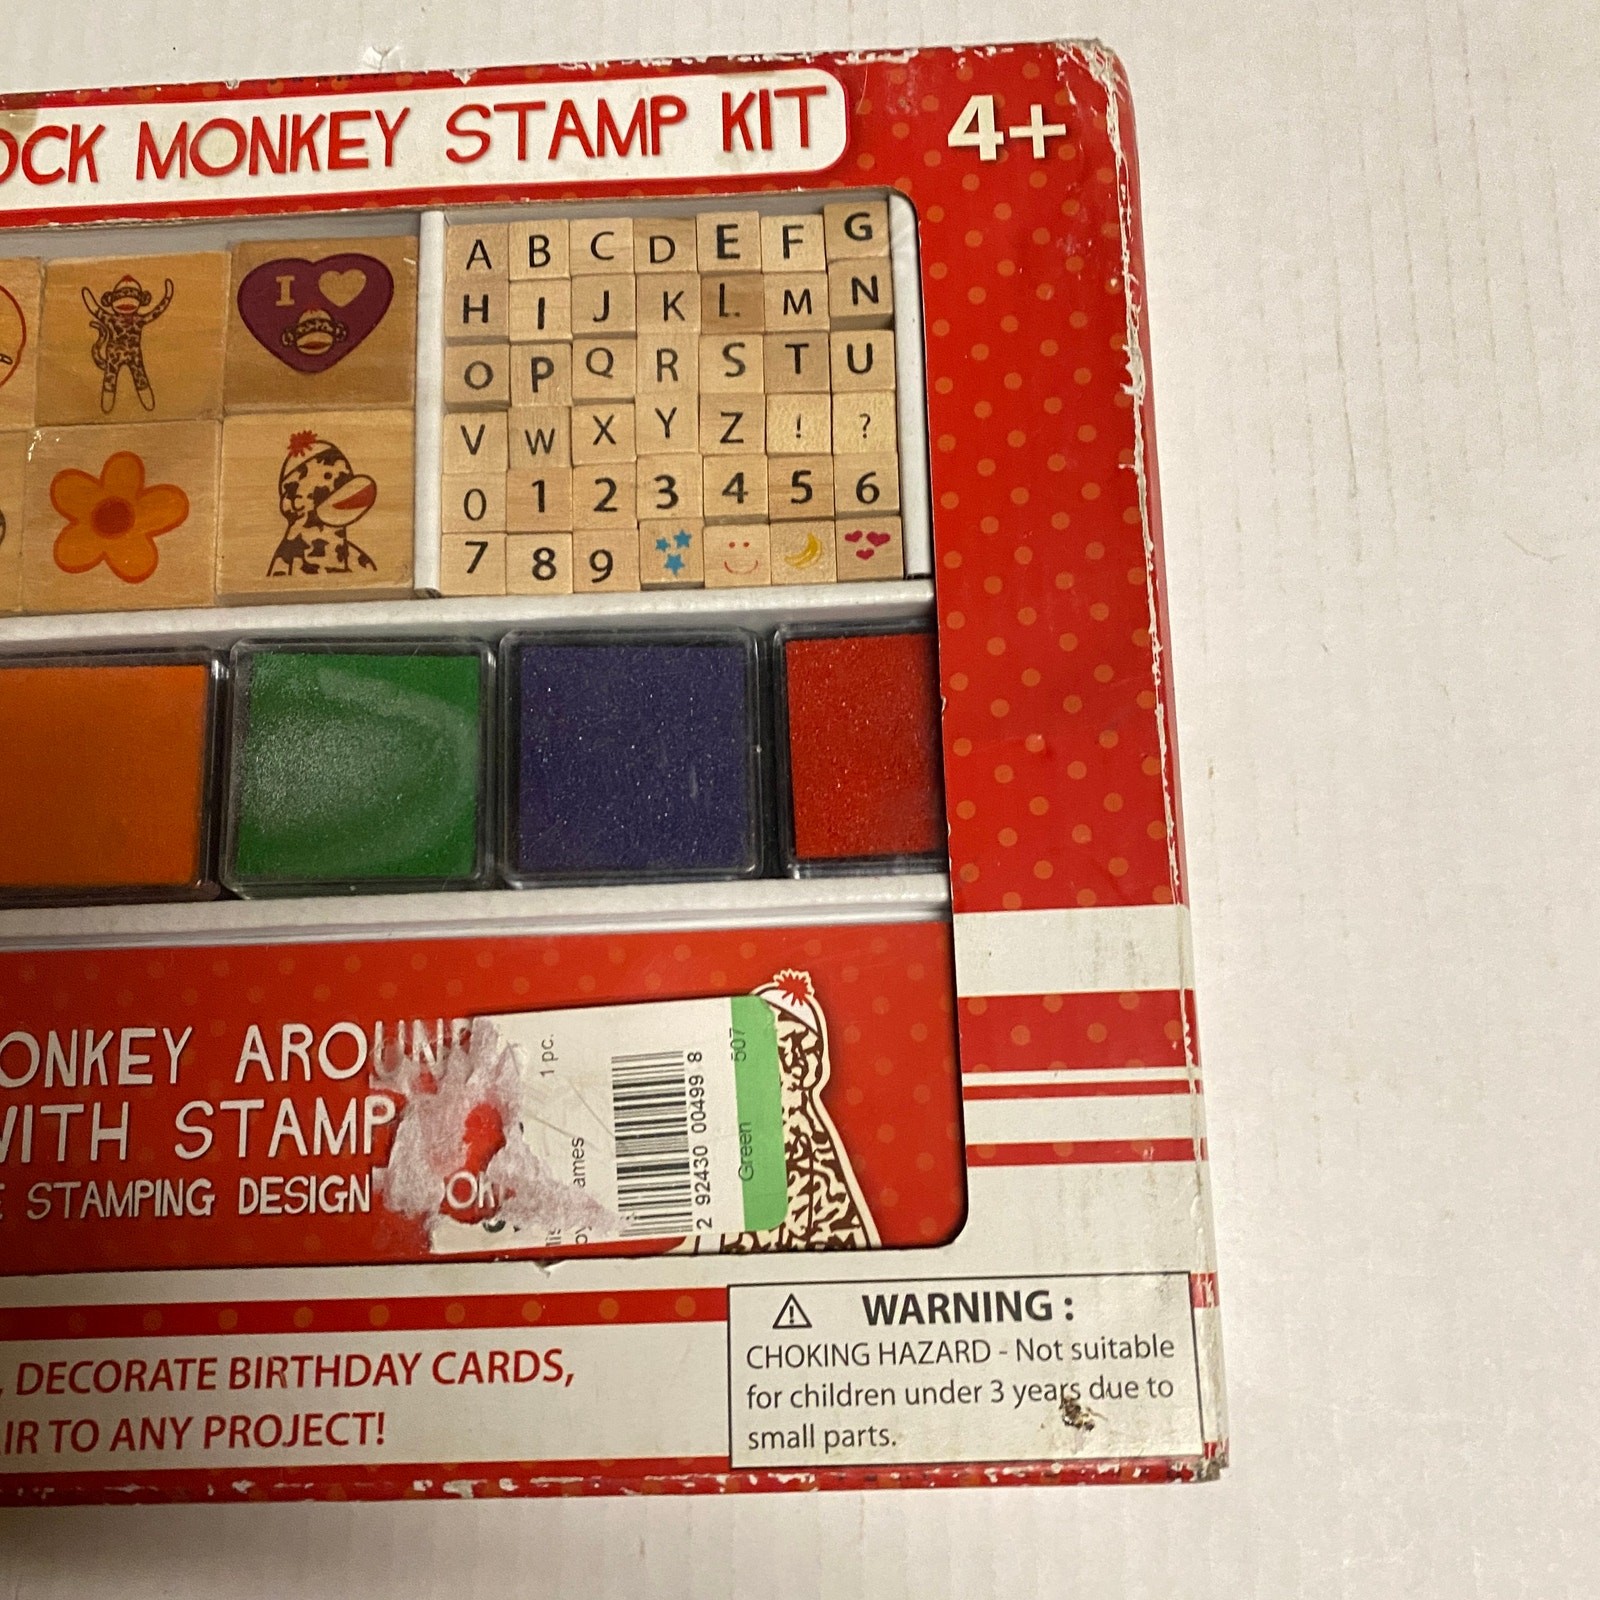 OCK MONKEY STAMP KIT
4+
I
A B C D E F G
H I J K L M N
O P Q R S T U
V W X Y Z ! ?
0 1 2 3 4 5 6
7 8 9
ONKEY AROUN
WITH STAMP
E STAMPING DESIGN OOK
1 pc.
ames
2 92430 00499 8
Green 507
, DECORATE BIRTHDAY CARDS,
IR TO ANY PROJECT!
WARNING :
CHOKING HAZARD - Not suitable
for children under 3 years due to
small parts.